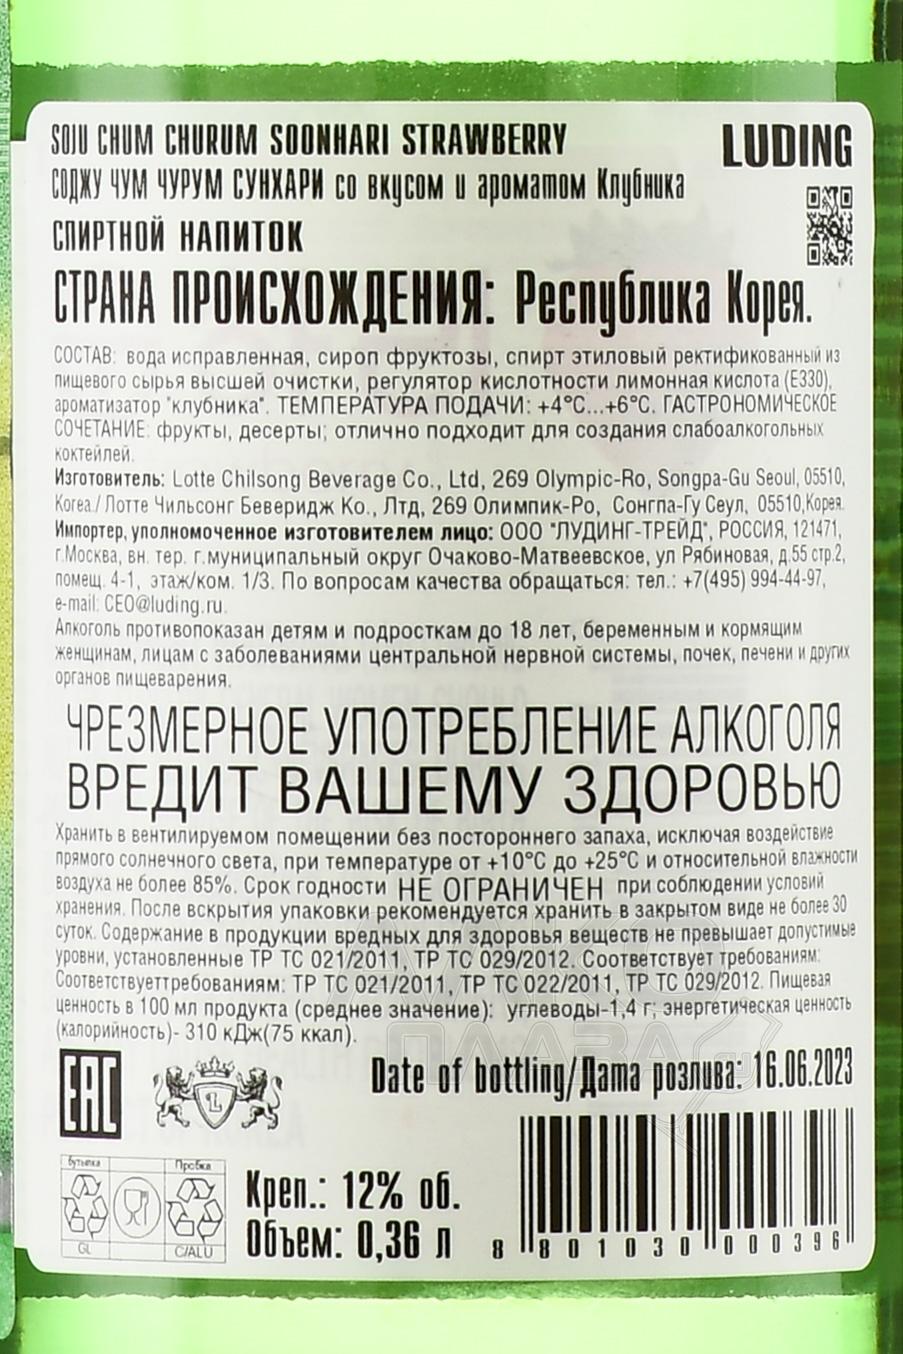 SOJU CHUM CHURUM SOONHARI STRAWBERRY
LUDING
СОДЖУ ЧУМ ЧУРУМ СУНХАРИ со вкусом и ароматом Клубника
СПИРТНОЙ НАПИТОК
СТРАНА ПРОИСХОЖДЕНИЯ: Республика Корея.
СОСТАВ: вода исправленная, сироп фруктозы, спирт этиловый ректификованный из
пищевого сырья высшей очистки, регулятор кислотности лимонная кислота (Е330),
ароматизатор "клубника". ТЕМПЕРАТУРА ПОДАЧИ: +4°С...+6°С. ГАСТРОНОМИЧЕСКОЕ
СОЧЕТАНИЕ: фрукты, десерты; отлично подходит для создания слабоалкогольных
коктейлей.
Изготовитель: Lotte Chilsong Beverage Co., Ltd, 269 Olympic-Ro, Songpa-Gu Seoul, 05510,
Korea./ Лотте Чильсонг Беверидж Ко., Лтд, 269 Олимпик-Ро, Сонгпа-Гу Сеул, 05510,Корея.
Импортер, уполномоченное изготовителем лицо: ООО "ЛУДИНГ-ТРЕЙД", РОССИЯ, 121471,
г.Москва, вн. тер. г.муниципальный округ Очаково-Матвеевское, ул Рябиновая, д.55 стр.2,
помещ. 4-1, этаж/ком. 1/3. По вопросам качества обращаться: тел.: +7(495) 994-44-97,
e-mail: CEO@luding.ru.
Алкоголь противопоказан детям и подросткам до 18 лет, беременным и кормящим
женщинам, лицам с заболеваниями центральной нервной системы, почек, печени и других
органов пищеварения.
ЧРЕЗМЕРНОЕ УПОТРЕБЛЕНИЕ АЛКОГОЛЯ
ВРЕДИТ ВАШЕМУ ЗДОРОВЬЮ
Хранить в вентилируемом помещении без постороннего запаха, исключая воздействие
прямого солнечного света, при температуре от +10°С до +25°С и относительной влажности
воздуха не более 85%. Срок годности НЕ ОГРАНИЧЕН при соблюдении условий
хранения. После вскрытия упаковки рекомендуется хранить в закрытом виде не более 30
суток. Содержание в продукции вредных для здоровья веществ не превышает допустимые
уровни, установленные ТР ТС 021/2011, ТР ТС 029/2012. Соответствует требованиям:
Соответствуеттребованиям: ТР ТС 021/2011, ТР ТС 022/2011, ТР ТС 029/2012. Пищевая
ценность в 100 мл продукта (среднее значение): углеводы-1,4 г; энергетическая ценность
(калорийность)- 310 кДж(75 ккал).
Date of bottling/Дата розлива: 16.06.2023
EAC
L
бутылка
Пробка
GL
C/ALU
Креп.: 12% об.
Объем: 0,36 л
8 801030 000396
АЛКО
ПЛАЗА.ru